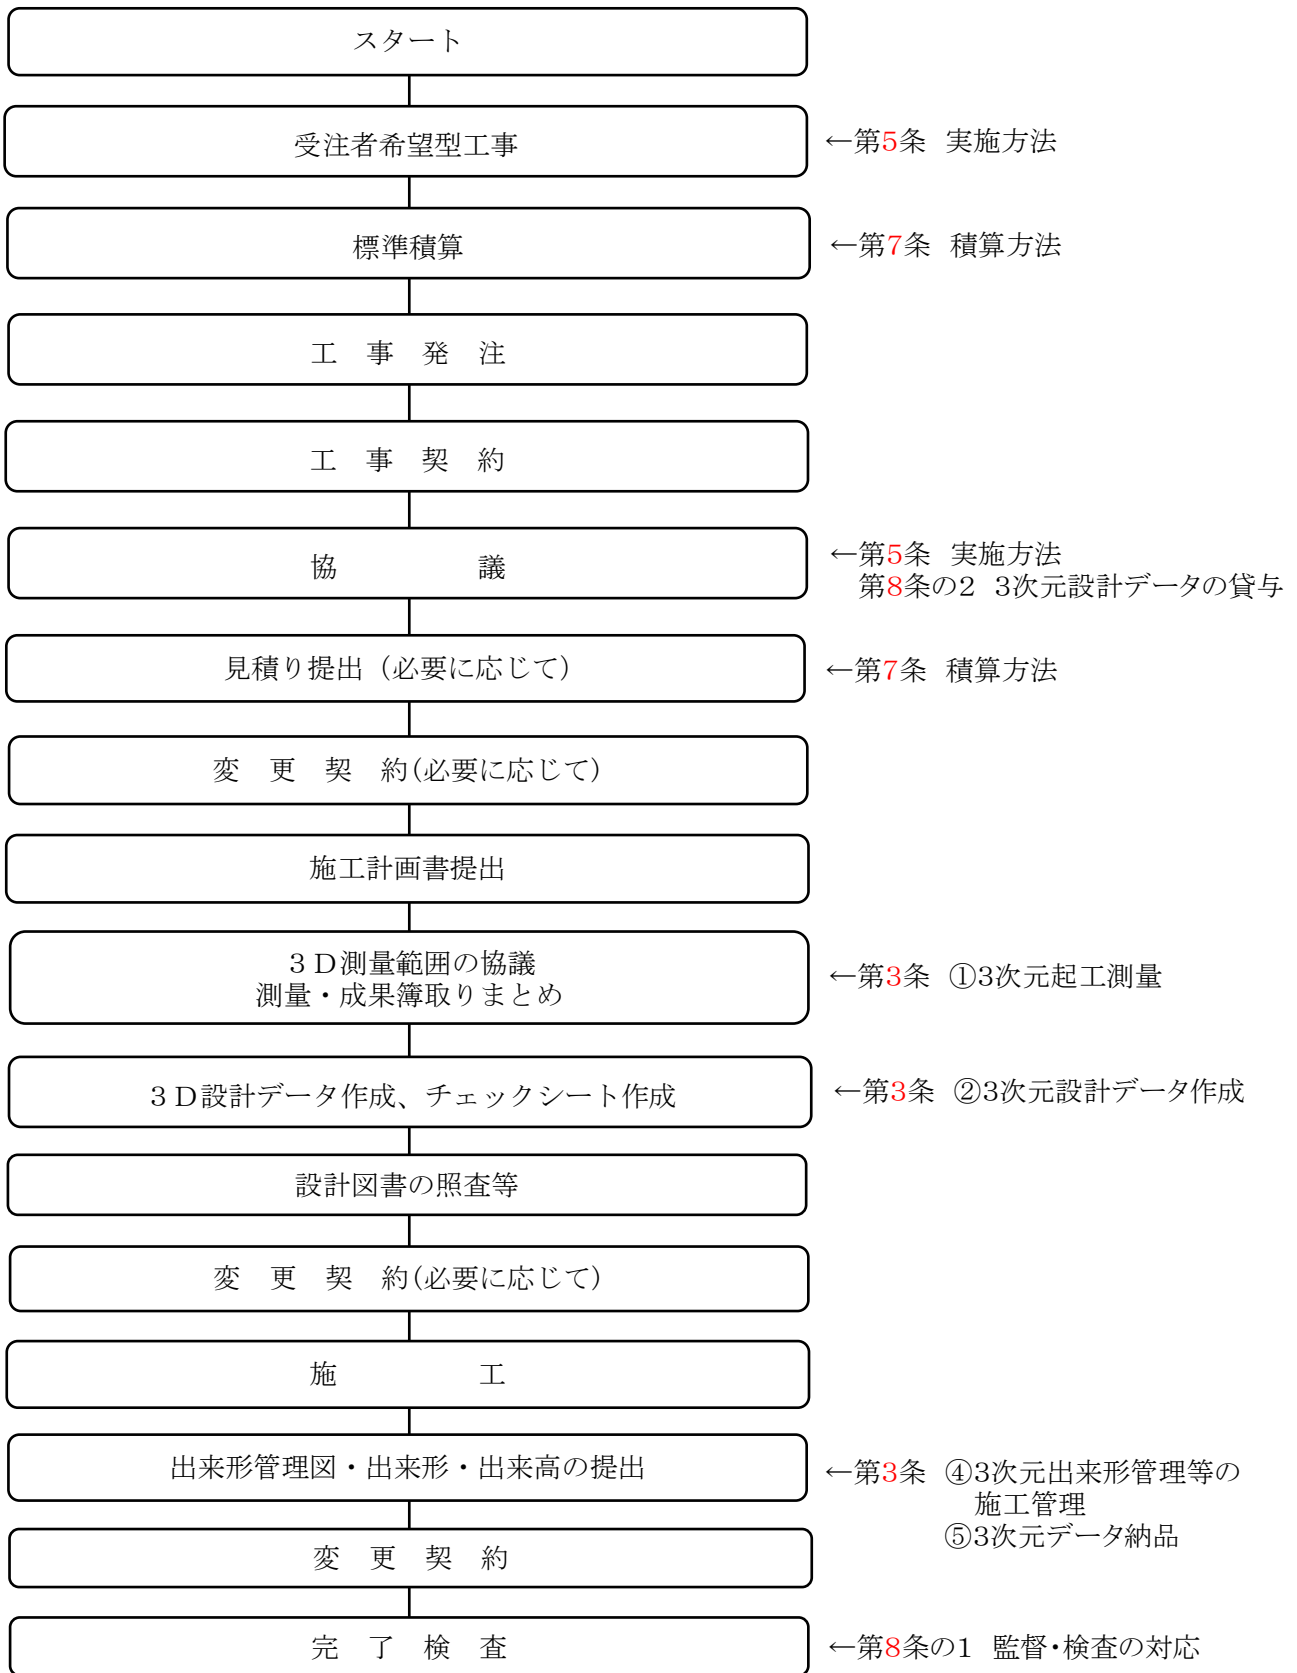 スタート
受注者希望型工事
←第5条 実施方法
標準積算
←第7条 積算方法
工 事 発 注
工 事 契 約
協 議
←第5条 実施方法
第8条の2 3次元設計データの貸与
見積り提出（必要に応じて）
←第7条 積算方法
変 更 契 約(必要に応じて)
施工計画書提出
３Ｄ測量範囲の協議
測量・成果簿取りまとめ
←第3条 ①3次元起工測量
３Ｄ設計データ作成、チェックシート作成
←第3条 ②3次元設計データ作成
設計図書の照査等
変 更 契 約(必要に応じて)
施 工
出来形管理図・出来形・出来高の提出
←第3条 ④3次元出来形管理等の
施工管理
⑤3次元データ納品
変 更 契 約
完 了 検 査
←第8条の1 監督・検査の対応